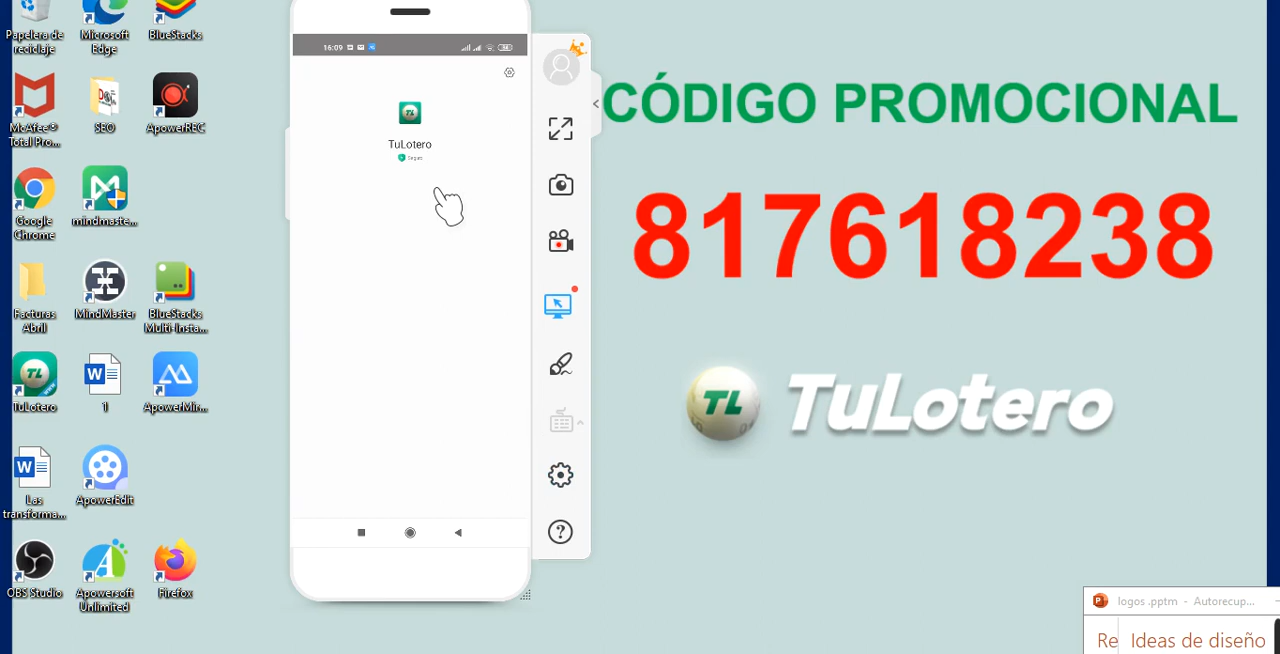 Papelera de
reciclaje
Microsoft
Edge
BlueStacks
McAfee®
Total Pro...
SEO
ApowerREC
Google
Chrome
mindmaste...
Facturas
Abril
MindMaster
BlueStacks
Multi-Insta...
TuLotero
1
ApowerMir...
Las
transforma...
ApowerEdit
OBS Studio
Apowersoft
Unlimited
Firefox
16:09
TuLotero
Seguro
CÓDIGO PROMOCIONAL
817618238
TL TuLotero
logos .pptm - Autorecup...
Re Ideas de diseño